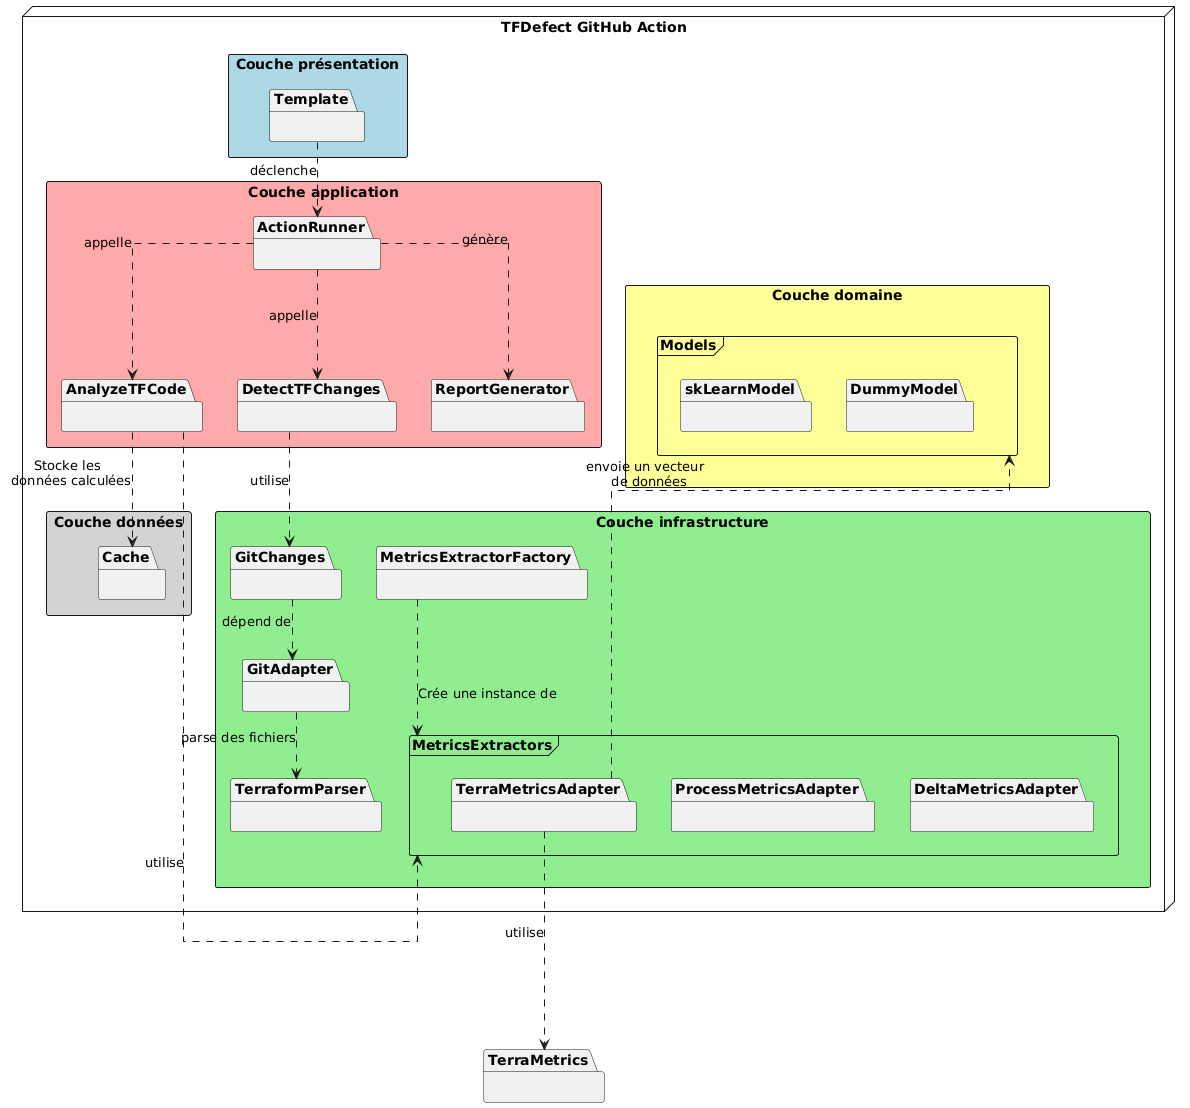 TFDefect GitHub Action
Couche présentation
Template
déclenche
Couche application
ActionRunner
appelle
génère
appelle
AnalyzeTFCode
DetectTFChanges
ReportGenerator
Couche domaine
Models
skLearnModel
DummyModel
Stocke les
données calculées
utilise
envoie un vecteur
de données
Couche données
Cache
Couche infrastructure
GitChanges
MetricsExtractorFactory
dépend de
GitAdapter
Crée une instance de
parse des fichiers
MetricsExtractors
TerraformParser
TerraMetricsAdapter
ProcessMetricsAdapter
DeltaMetricsAdapter
utilise
utilise
TerraMetrics